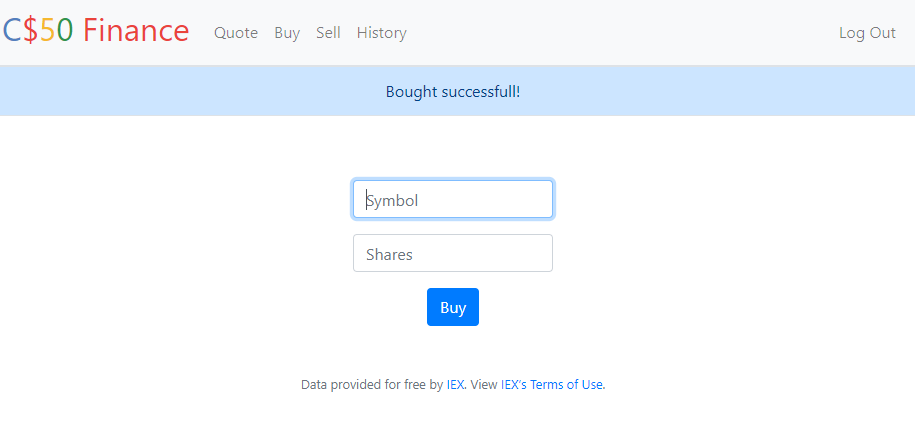 C$50 Finance Quote Buy Sell History Log Out
Bought successfull!
Symbol
Shares
Buy
Data provided for free by IEX. View IEX's Terms of Use.